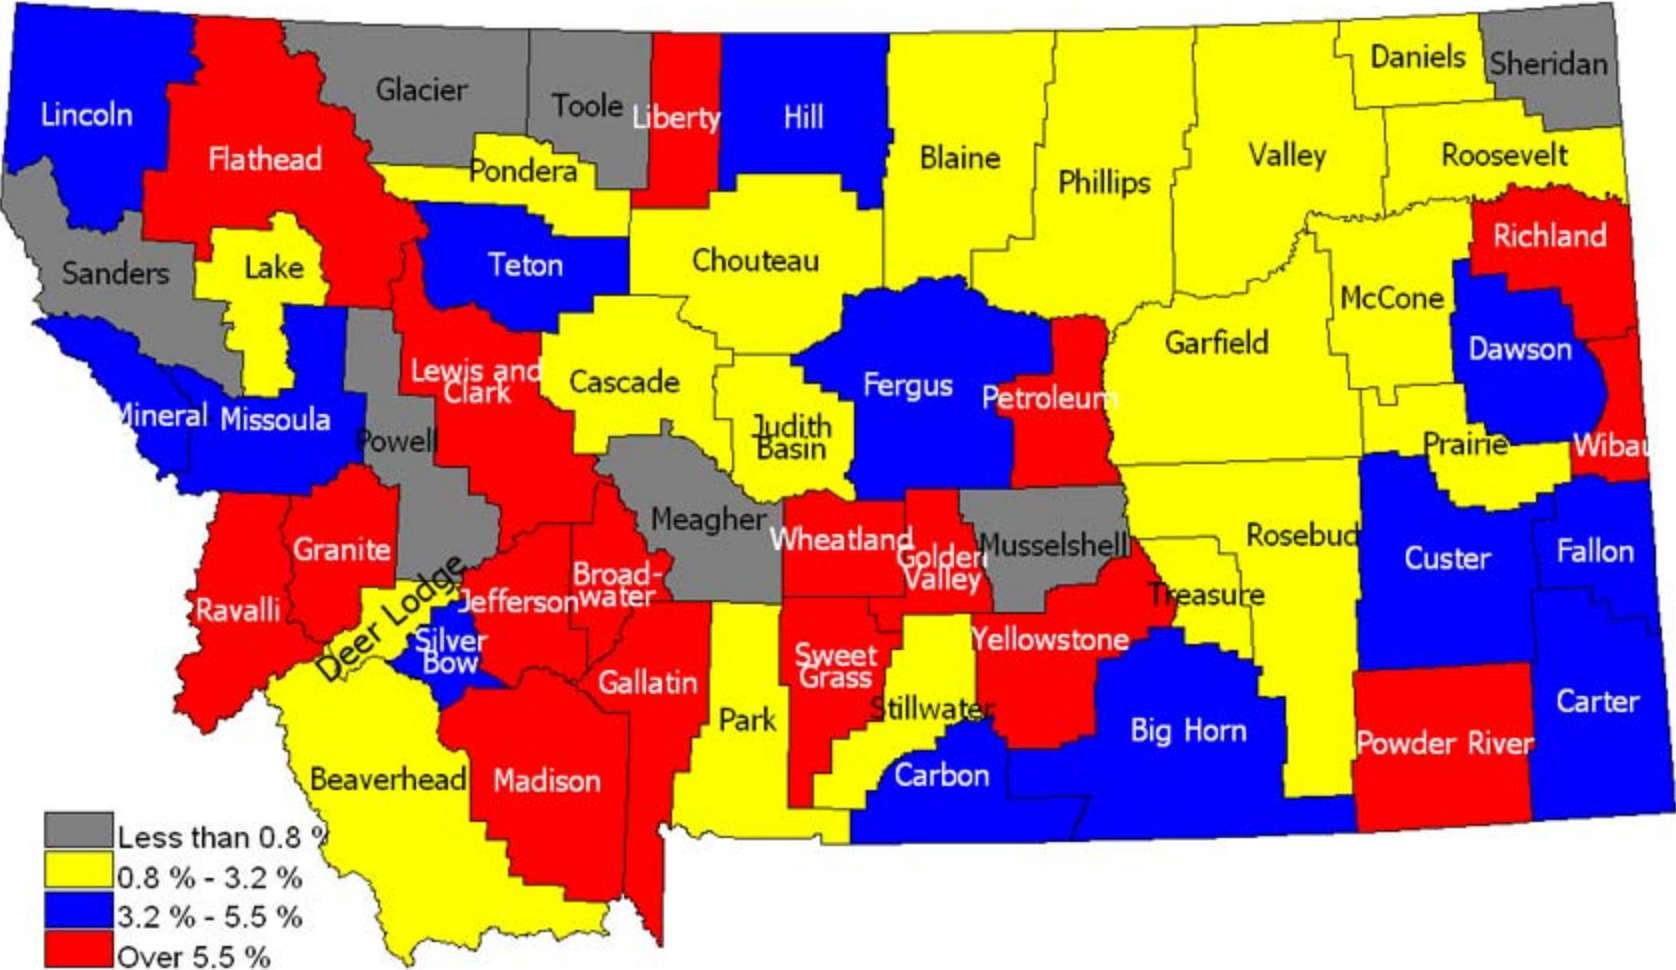 Lincoln
Flathead
Glacier
Toole
Liberty
Hill
Blaine
Phillips
Valley
Daniels
Sheridan
Roosevelt
Pondera
Richland
Sanders
Lake
Teton
Chouteau
McCone
Garfield
Dawson
Mineral
Missoula
Powell
Lewis and
Clark
Cascade
Judith
Basin
Fergus
Petroleum
Prairie
Wibau
Granite
Meagher
Wheatland
Golden
Valley
Musselshell
Rosebud
Custer
Fallon
Ravalli
Deer Lodge
Jefferson
Broad-
water
Treasure
Silver
Bow
Gallatin
Park
Sweet
Grass
Stillwater
Yellowstone
Big Horn
Powder River
Carter
Beaverhead
Madison
Carbon
Less than 0.8 %
0.8 % - 3.2 %
3.2 % - 5.5 %
Over 5.5 %